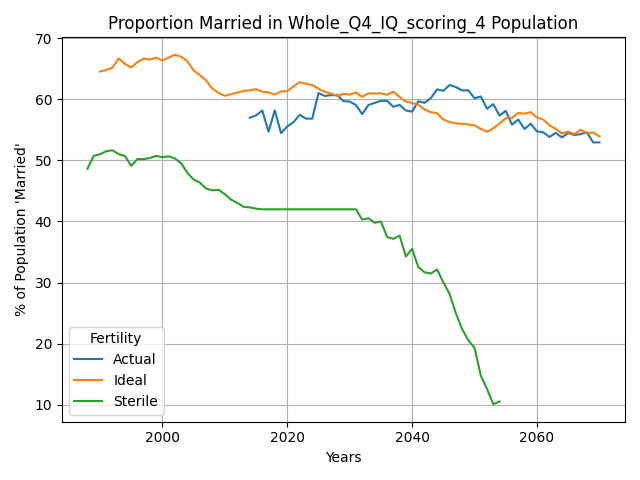 Proportion Married in Whole_Q4_IQ_scoring_4 Population
% of Population 'Married'
70
60
50
40
30
20
10
Fertility
Actual
Ideal
Sterile
2000 2020 2040 2060
Years